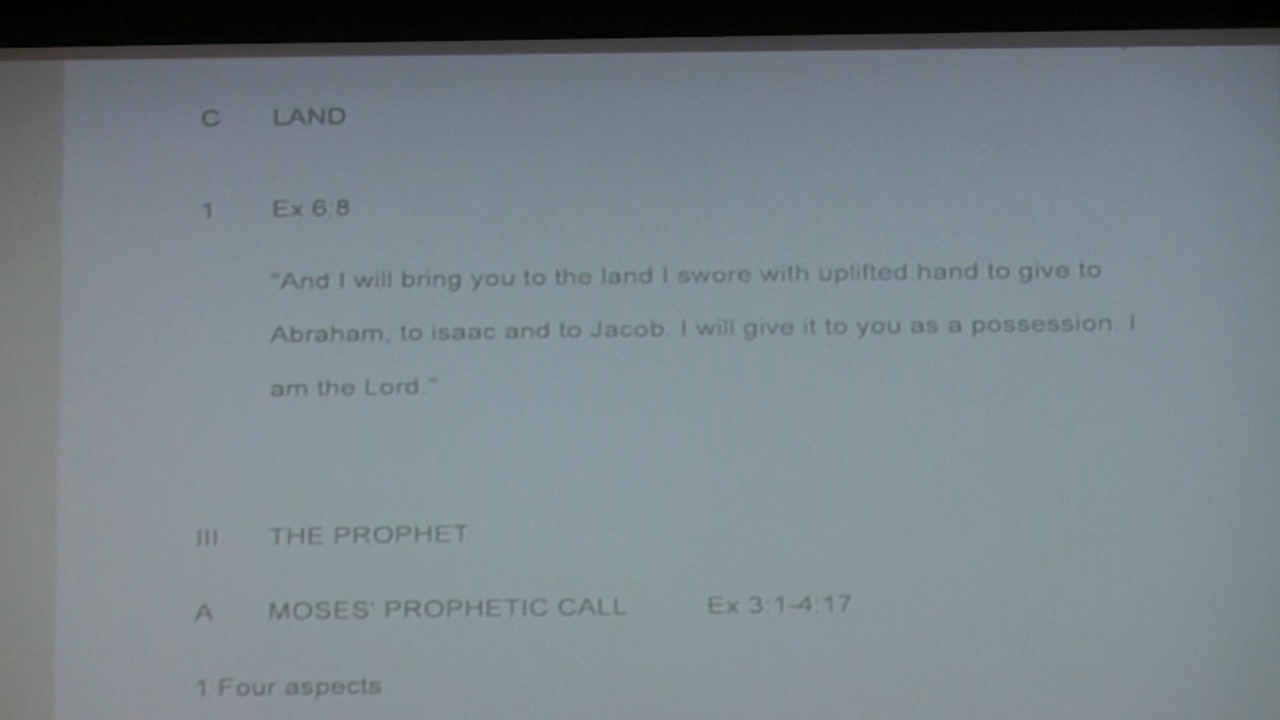 C LAND
1 Ex 6:8
"And I will bring you to the land I swore with uplifted hand to give to
Abraham, to isaac and to Jacob. I will give it to you as a possession. I
am the Lord."
III THE PROPHET
A MOSES' PROPHETIC CALL Ex 3:1-4:17
1 Four aspects